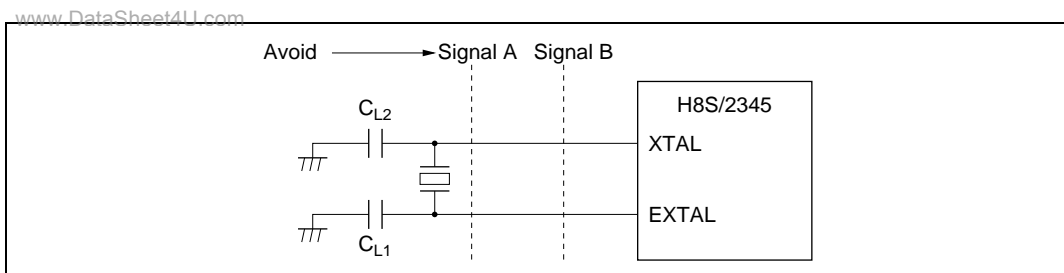 www.DataSheet4U.com
Avoid Signal A Signal B
H8S/2345
CL2
XTAL
EXTAL
CL1